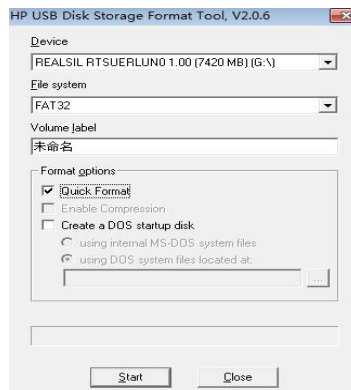 HP USB Disk Storage Format Tool, V2.0.6
Device
REALSIL RTSUERLUN0 1.00 (7420 MB) (G:\)
File system
FAT32
Volume label
未命名
Format options
Quick Format
Enable Compression
Create a DOS startup disk
using internal MS-DOS system files
using DOS system files located at:
...
Start
Close